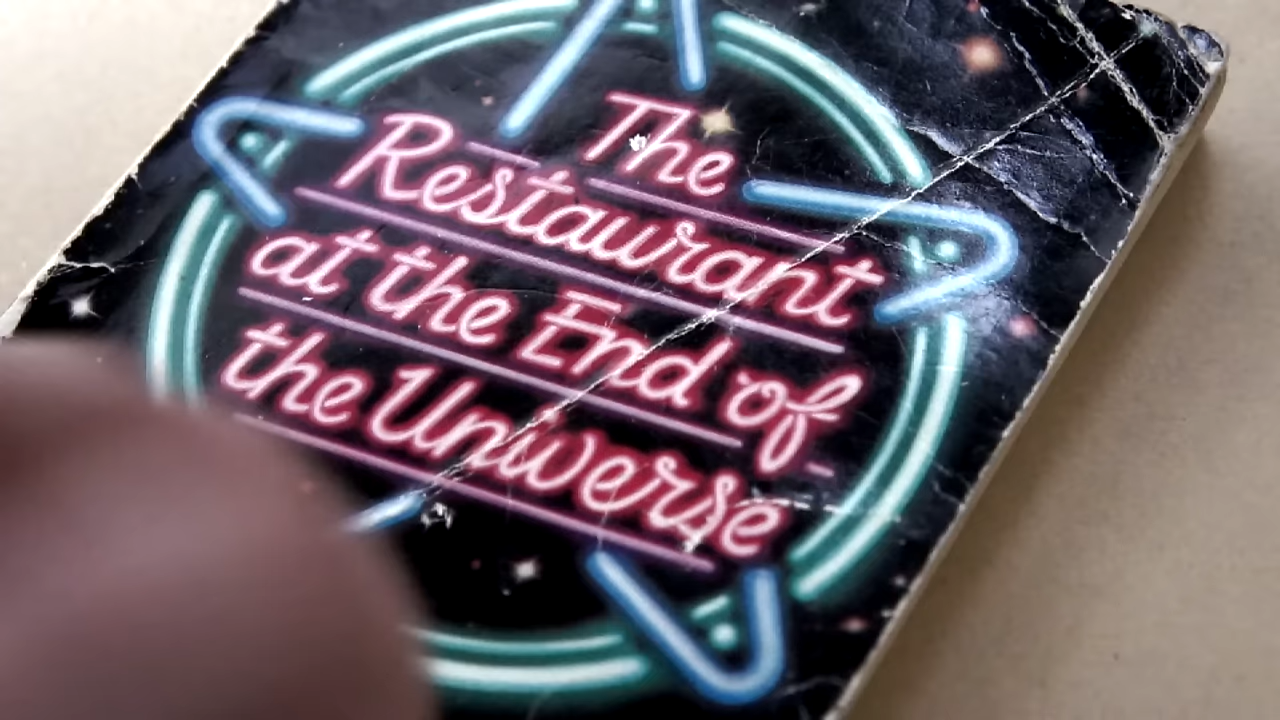 The
Restaurant
at the End of
the Universe